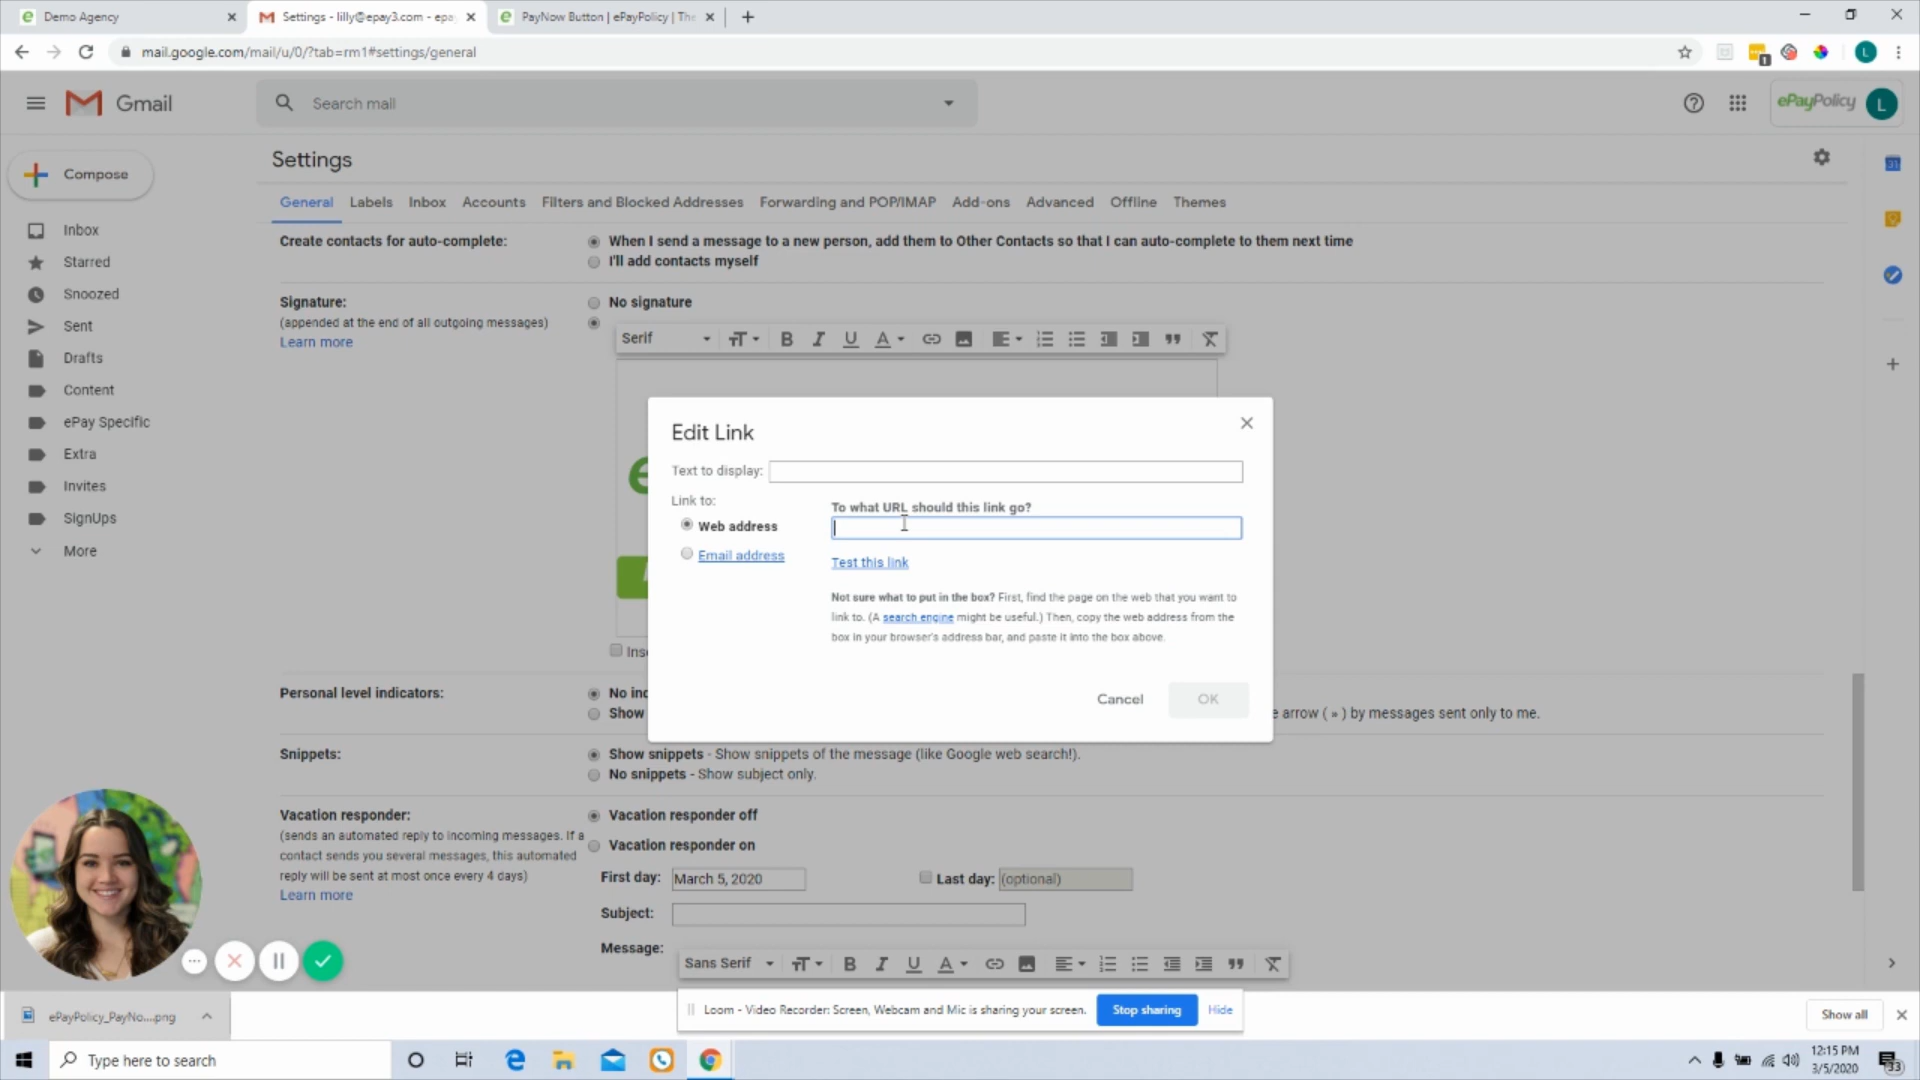 Demo Agency
Settings - lilly@epay3.com - epay
PayNow Button | ePayPolicy | The
mail.google.com/mail/u/0/?tab=rm1#settings/general
1
L
Gmail
Search mail
ePayPolicy
L
Compose
Settings
31
General Labels Inbox Accounts Filters and Blocked Addresses Forwarding and POP/IMAP Add-ons Advanced Offline Themes
Inbox
Starred
Snoozed
Sent
Drafts
Content
ePay Specific
Extra
Invites
SignUps
More
Create contacts for auto-complete:
When I send a message to a new person, add them to Other Contacts so that I can auto-complete to them next time
I'll add contacts myself
Signature:
(appended at the end of all outgoing messages)
Learn more
No signature
Serif
Edit Link
Text to display:
Link to:
Web address
Email address
To what URL should this link go?
Test this link
Not sure what to put in the box? First, find the page on the web that you want to
link to. (A search engine might be useful.) Then, copy the web address from the
box in your browser's address bar, and paste it into the box above.
Cancel
OK
Personal level indicators:
Show
e arrow ( » ) by messages sent only to me.
Snippets:
Show snippets - Show snippets of the message (like Google web search!).
No snippets - Show subject only.
Vacation responder:
(sends an automated reply to incoming messages. If a
contact sends you several messages, this automated
reply will be sent at most once every 4 days)
Learn more
Vacation responder off
Vacation responder on
First day: March 5, 2020
Last day: (optional)
Subject:
Message:
Sans Serif
ePayPolicy_PayNo....png
Loom - Video Recorder: Screen, Webcam and Mic is sharing your screen.
Stop sharing
Hide
Show all
Type here to search
12:15 PM
3/5/2020
33